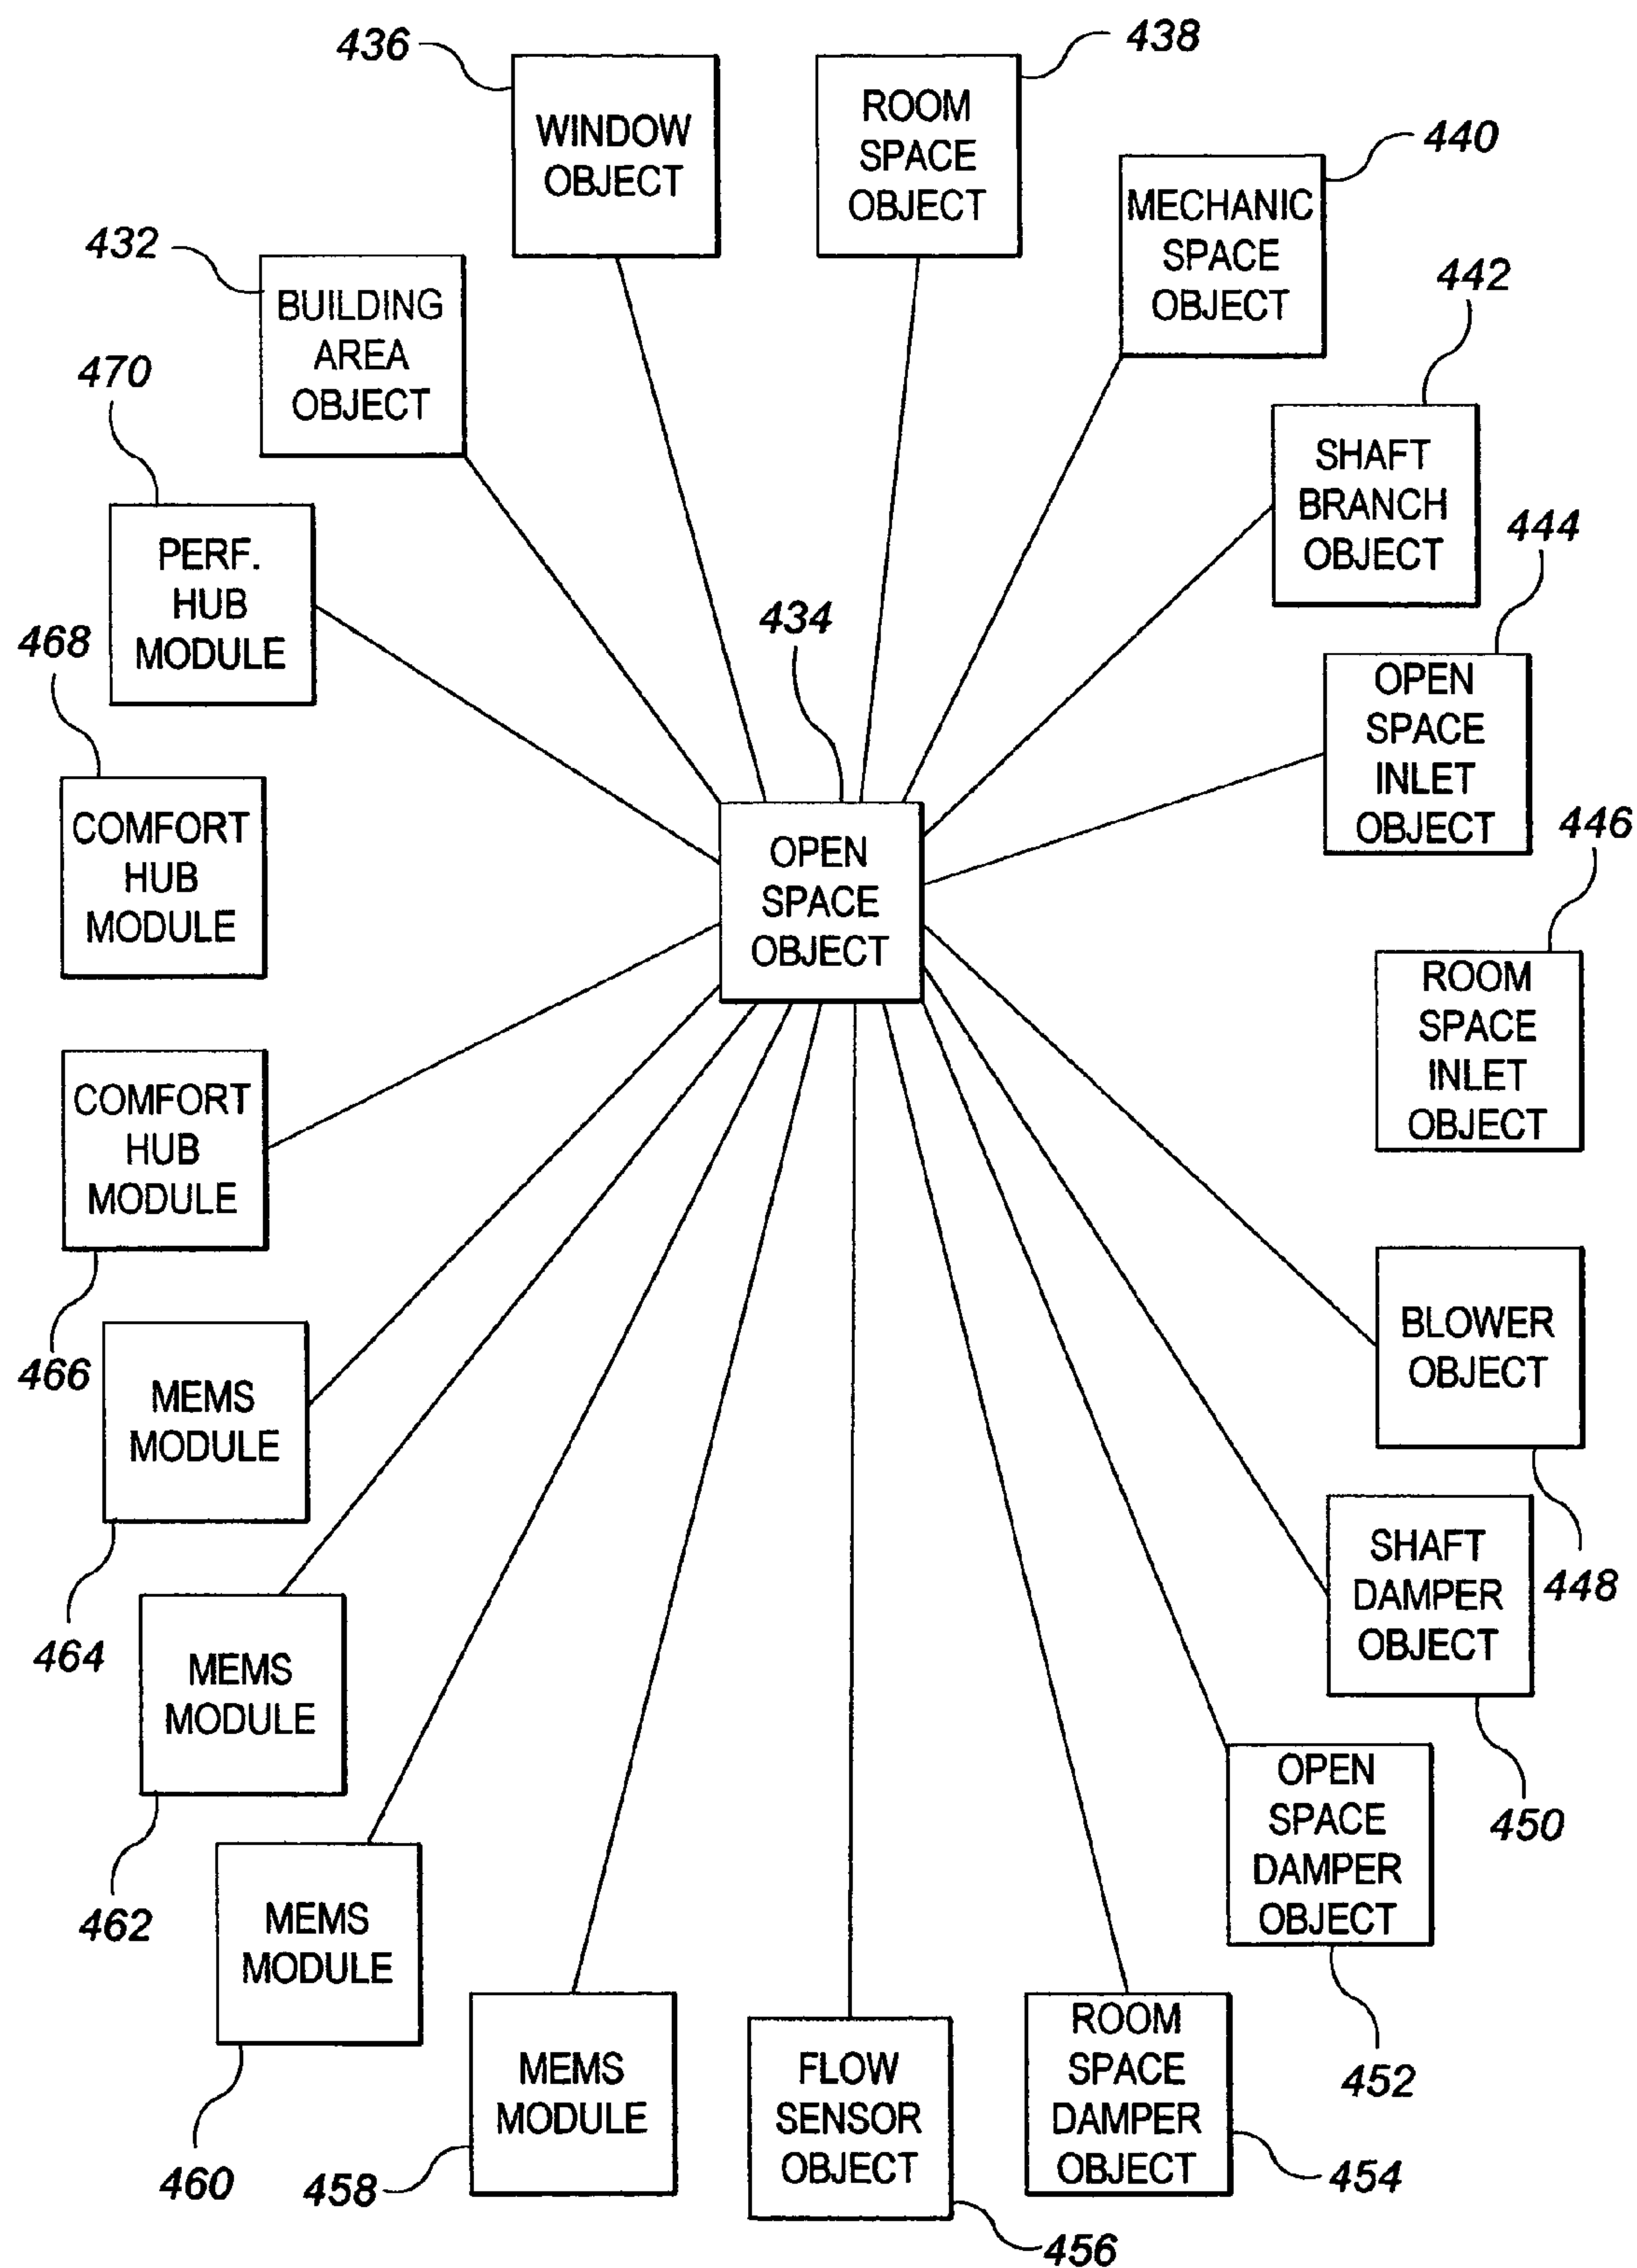 436
WINDOW
OBJECT
438
ROOM
SPACE
OBJECT
440
MECHANIC
SPACE
OBJECT
432
BUILDING
AREA
OBJECT
442
SHAFT
BRANCH
OBJECT
470
PERF.
HUB
MODULE
444
OPEN
SPACE
INLET
OBJECT
468
COMFORT
HUB
MODULE
434
OPEN
SPACE
OBJECT
446
ROOM
SPACE
INLET
OBJECT
COMFORT
HUB
MODULE
466
BLOWER
OBJECT
448
MEMS
MODULE
464
SHAFT
DAMPER
OBJECT
450
MEMS
MODULE
462
OPEN
SPACE
DAMPER
OBJECT
452
MEMS
MODULE
460
MEMS
MODULE
458
FLOW
SENSOR
OBJECT
456
ROOM
SPACE
DAMPER
OBJECT
454